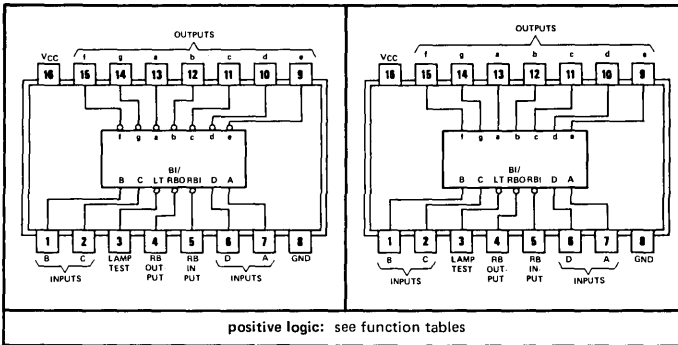 OUTPUTS
VCC f g a b c d e
16 15 14 13 12 11 10 9
f g a b c d e
BI/
B C LT RBO RBI D A
1 2 3 4 5 6 7 8
B C LAMP TEST RB OUT- PUT RB IN PUT D A GND
INPUTS INPUTS
OUTPUTS
VCC f g a b c d e
16 15 14 13 12 11 10 9
f g a b c d e
BI/
B C LT RBO RBI D A
1 2 3 4 5 6 7 8
B C LAMP TEST RB OUT- PUT RB IN- PUT D A GND
INPUTS INPUTS
positive logic: see function tables